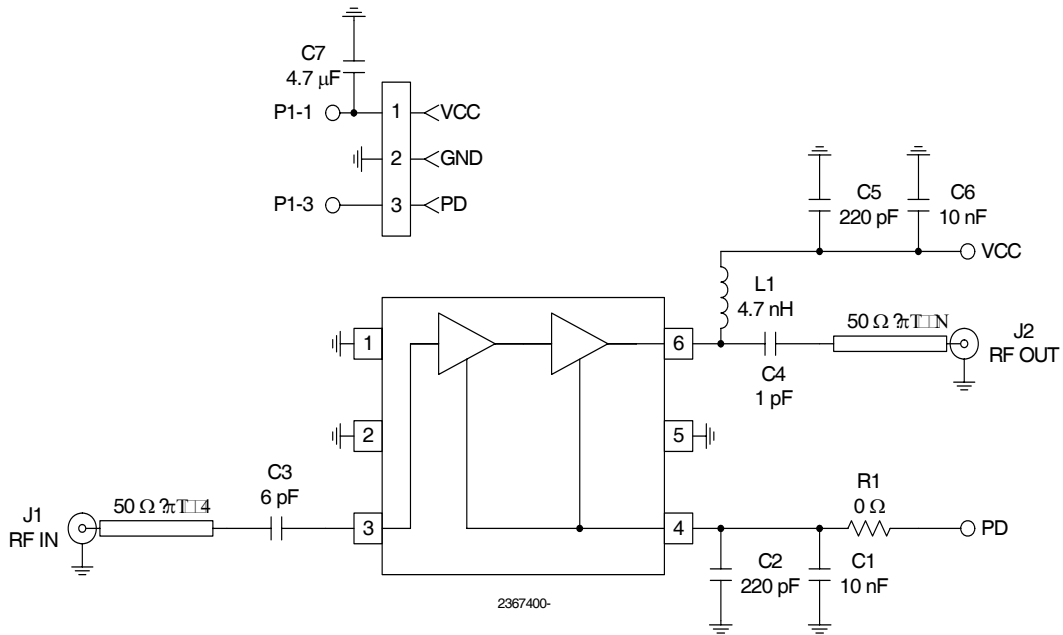 C7
4.7 μF
P1-1
1
VCC
2
GND
P1-3
3
PD
C5
220 pF
C6
10 nF
VCC
L1
4.7 nH
1
6
50 Ω
J2
RF OUT
C4
1 pF
2
5
C3
6 pF
R1
0 Ω
J1
RF IN
50 Ω
3
4
PD
C2
220 pF
C1
10 nF
2367400-